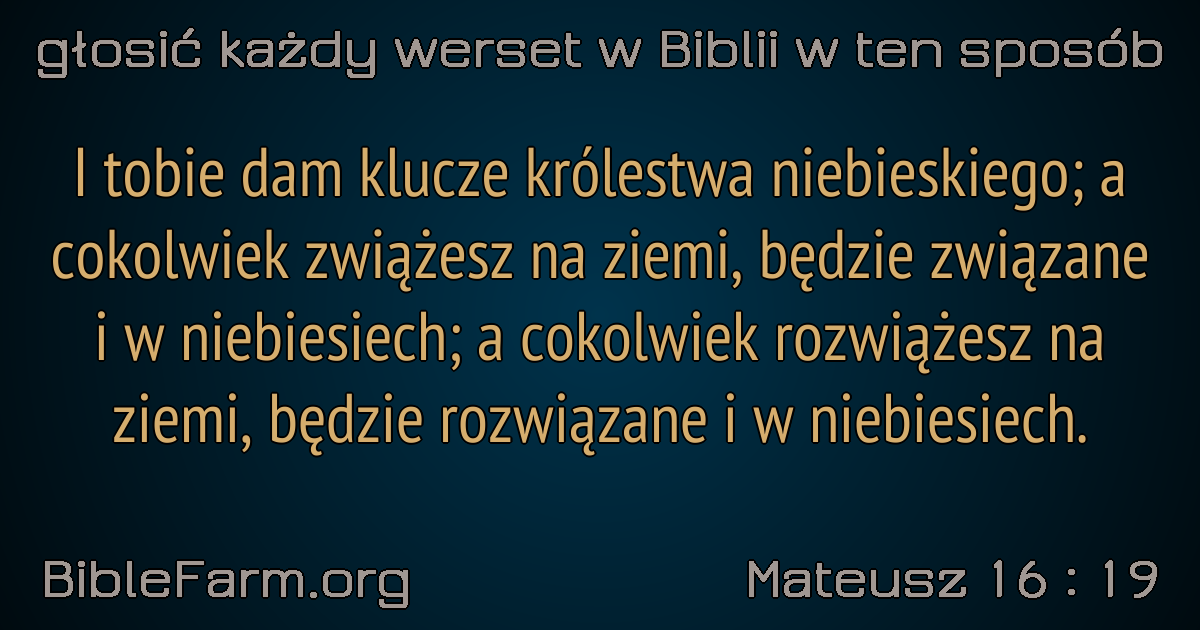 głosić każdy werset w Biblii w ten sposób
I tobie dam klucze królestwa niebieskiego; a
cokolwiek zwiążesz na ziemi, będzie związane
i w niebiesiech; a cokolwiek rozwiążesz na
ziemi, będzie rozwiązane i w niebiesiech.
BibleFarm.org
Mateusz 16 : 19